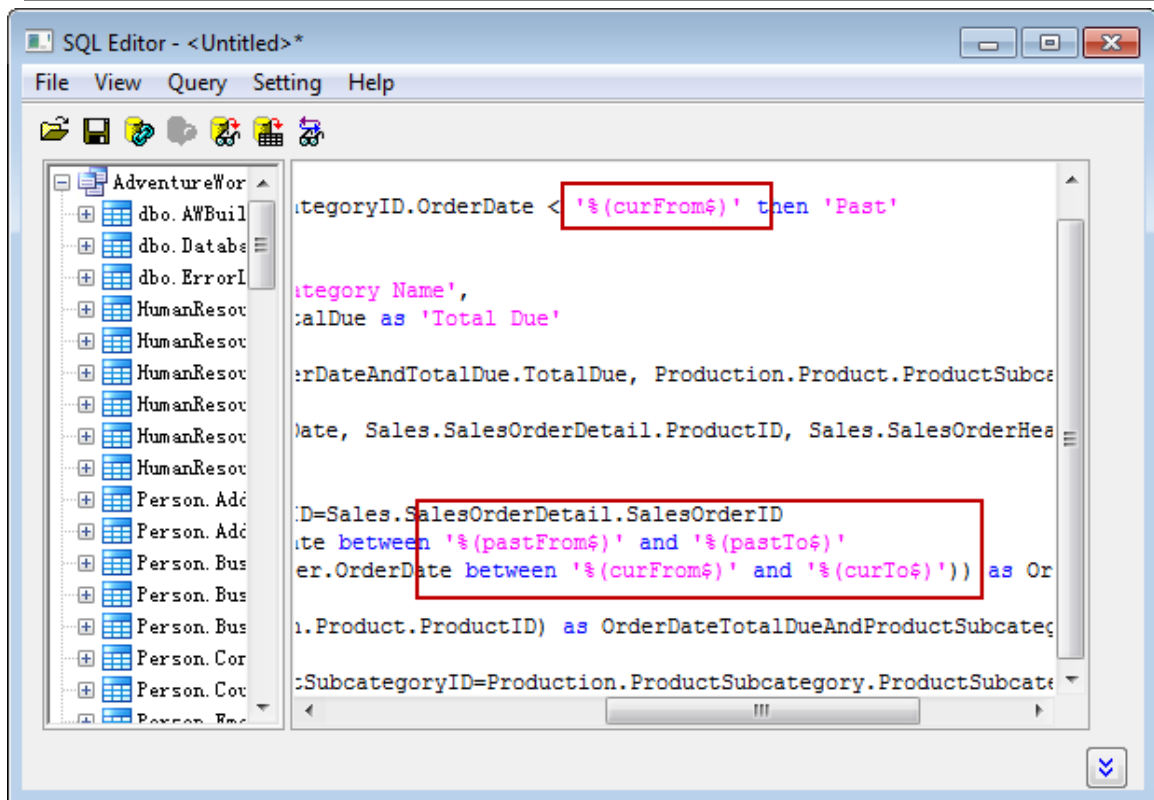 SQL Editor - <Untitled>*
File View Query Setting Help
AdventureWor
dbo.AWBuil
dbo.Databa
dbo.ErrorL
HumanResou
HumanResou
HumanResou
HumanResou
HumanResou
HumanResou
Person.Add
Person.Add
Person.Bus
Person.Bus
Person.Bus
Person.Con
Person.Cou
Person.Ema
itegoryID.OrderDate < '%(curFrom$)' then 'Past'
ategory Name',
talDue as 'Total Due'
erDateAndTotalDue.TotalDue, Production.Product.ProductSubca
Date, Sales.SalesOrderDetail.ProductID, Sales.SalesOrderHea
ID=Sales.SalesOrderDetail.SalesOrderID
ate between '%(pastFrom$)' and '%(pastTo$)'
er.OrderDate between '%(curFrom$)' and '%(curTo$)')) as Or
n.Product.ProductID) as OrderDateTotalDueAndProductSubcateg
tSubcategoryID=Production.ProductSubcategory.ProductSubcate